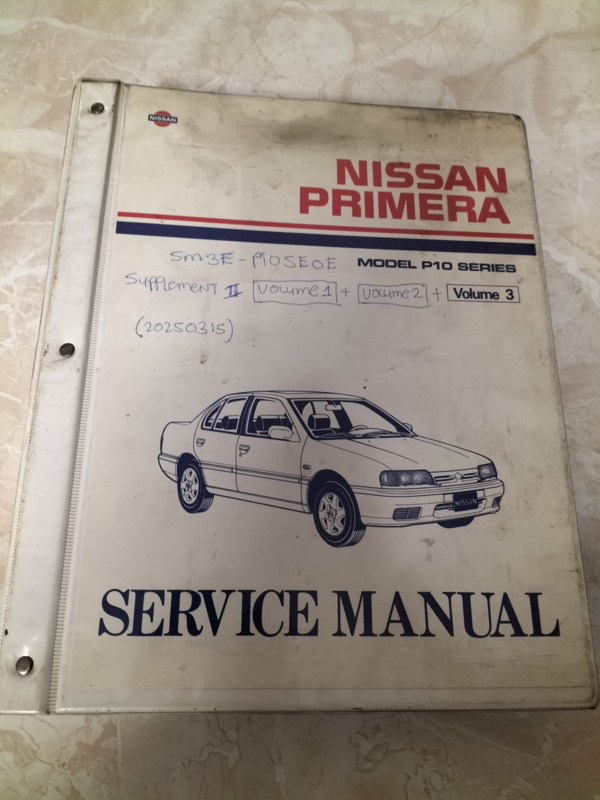 NISSAN
NISSAN
PRIMERA
SM3E-P10SE0E MODEL P10 SERIES
Supplement II Volume 1 + Volume 2 + Volume 3
(20250315)
NISSAN
SERVICE MANUAL